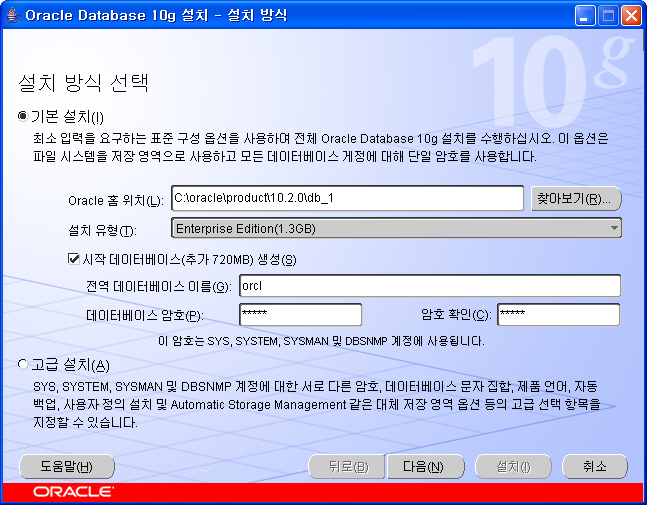 Oracle Database 10g 설치 - 설치 방식
10g
설치 방식 선택
기본 설치(I)
최소 입력을 요구하는 표준 구성 옵션을 사용하여 전체 Oracle Database 10g 설치를 수행하십시오. 이 옵션은
파일 시스템을 저장 영역으로 사용하고 모든 데이터베이스 계정에 대해 단일 암호를 사용합니다.
Oracle 홈 위치(L): C:\oracle\product\10.2.0\db_1 찾아보기(R)...
설치 유형(T): Enterprise Edition(1.3GB)
시작 데이터베이스(추가 720MB) 생성(S)
전역 데이터베이스 이름(G): orcl
데이터베이스 암호(P): ***** 암호 확인(C): *****
이 암호는 SYS, SYSTEM, SYSMAN 및 DBSNMP 계정에 사용됩니다.
고급 설치(A)
SYS, SYSTEM, SYSMAN 및 DBSNMP 계정에 대한 서로 다른 암호, 데이터베이스 문자 집합, 제품 언어, 자동
백업, 사용자 정의 설치 및 Automatic Storage Management 같은 대체 저장 영역 옵션 등의 고급 선택 항목을
지정할 수 있습니다.
도움말(H) 뒤로(B) 다음(N) 설치(I) 취소
ORACLE